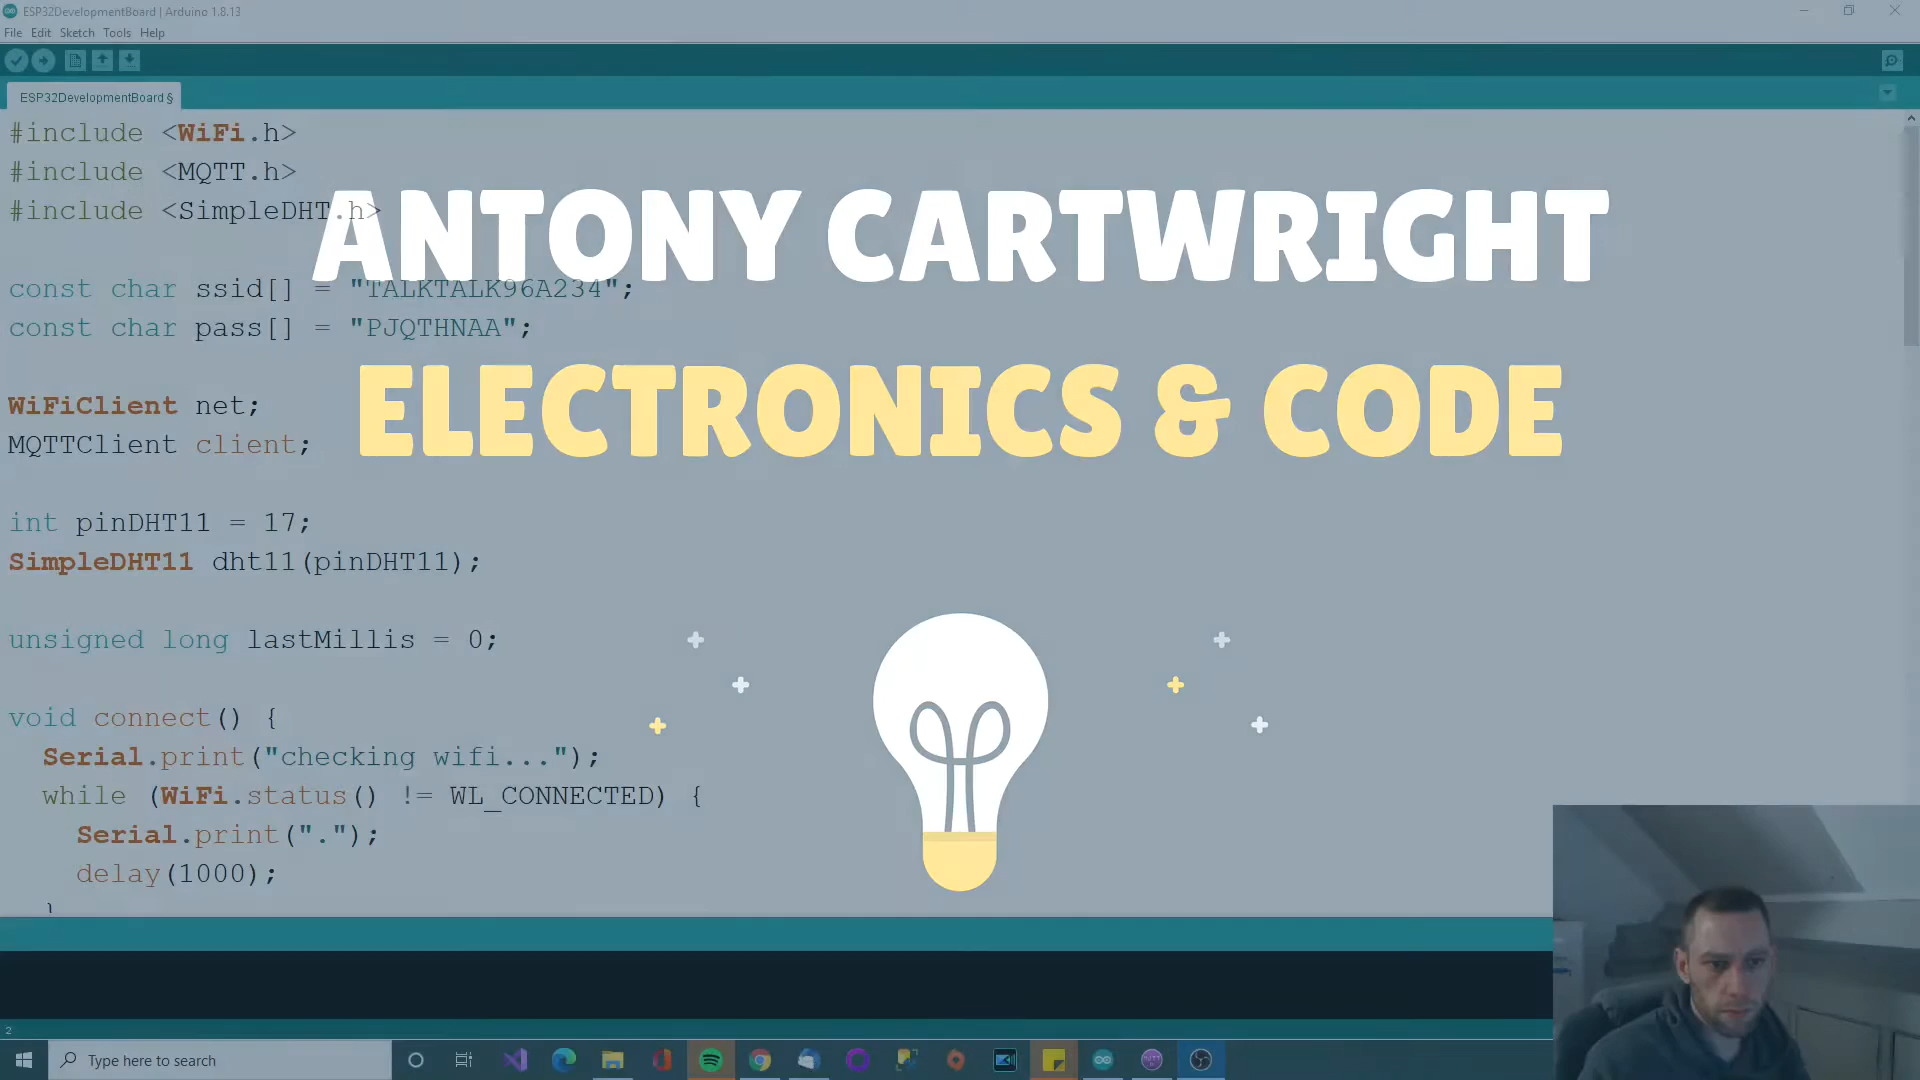 ESP32DevelopmentBoard | Arduino 1.8.13
File Edit Sketch Tools Help
ESP32DevelopmentBoard §
#include <WiFi.h>
#include <MQTT.h>
#include <SimpleDHT.h>
ANTONY CARTWRIGHT
const char ssid[] = "TALKTALK96A234";
const char pass[] = "PJQTHNAA";
ELECTRONICS & CODE
WiFiClient net;
MQTTClient client;
int pinDHT11 = 17;
SimpleDHT11 dht11(pinDHT11);
unsigned long lastMillis = 0;
void connect() {
Serial.print("checking wifi...");
while (WiFi.status() != WL_CONNECTED) {
Serial.print(".");
delay(1000);
}
2
Type here to search